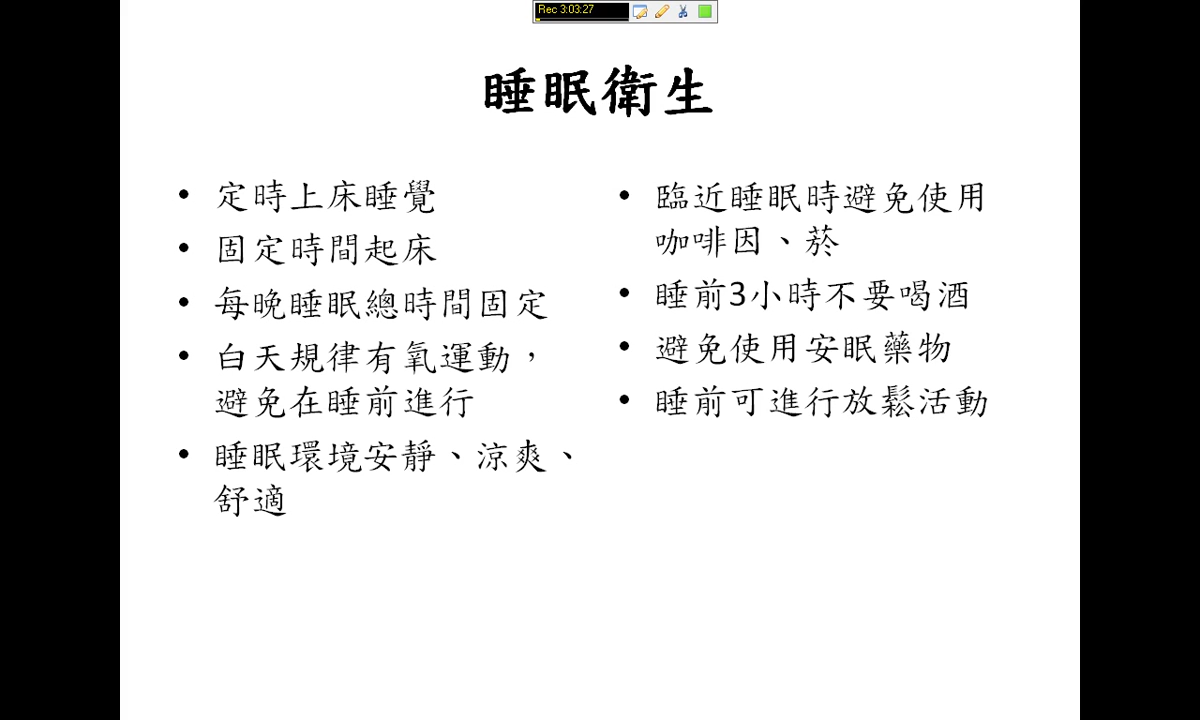 Rec 3:03:27
睡眠衛生
• 定時上床睡覺
• 固定時間起床
• 每晚睡眠總時間固定
• 白天規律有氧運動，
避免在睡前進行
• 睡眠環境安靜、涼爽、
舒適
• 臨近睡眠時避免使用
咖啡因、菸
• 睡前3小時不要喝酒
• 避免使用安眠藥物
• 睡前可進行放鬆活動